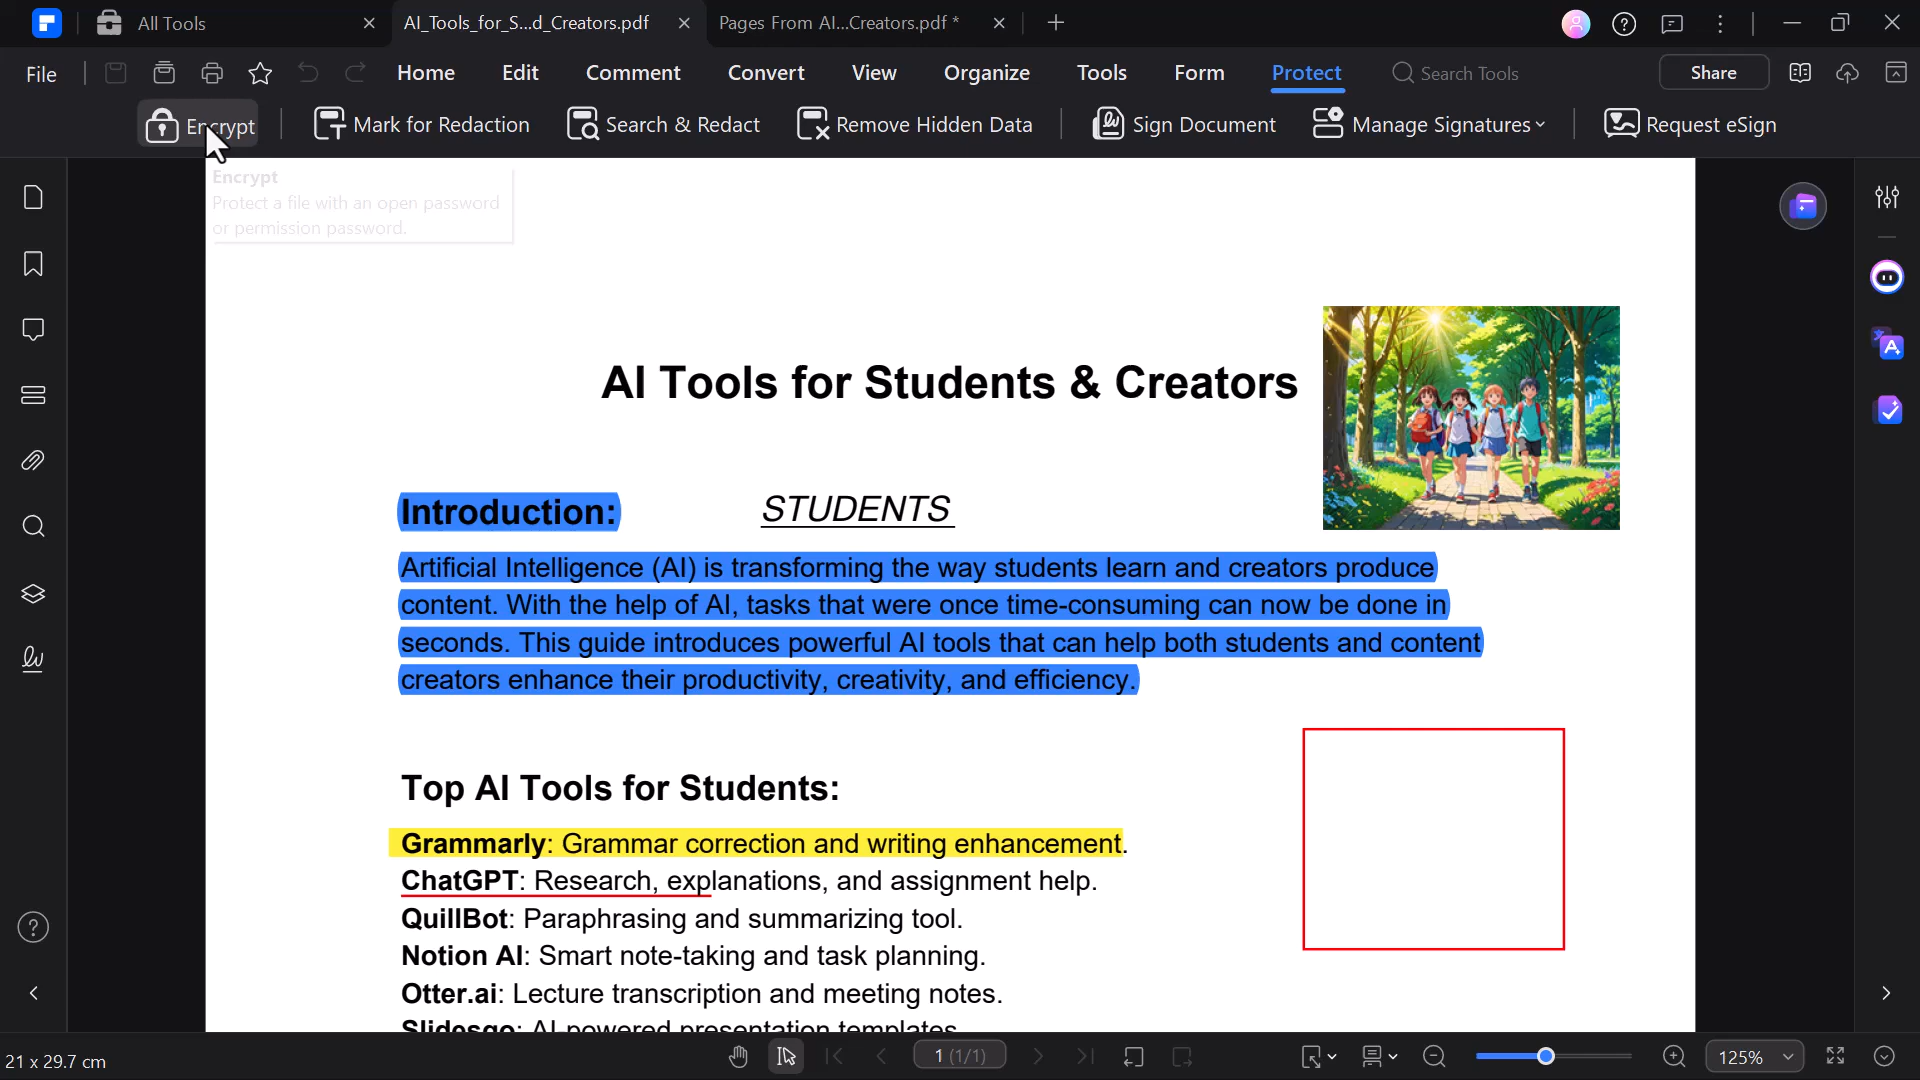 All Tools
AI_Tools_for_S...d_Creators.pdf
Pages From AI...Creators.pdf *
File
Home
Edit
Comment
Convert
View
Organize
Tools
Form
Protect
Search Tools
Share
Encrypt
Mark for Redaction
Search & Redact
Remove Hidden Data
Sign Document
Manage Signatures
Request eSign
Encrypt
Protect a file with an open password
or permission password.
AI Tools for Students & Creators
Introduction:
STUDENTS
Artificial Intelligence (AI) is transforming the way students learn and creators produce
content. With the help of AI, tasks that were once time-consuming can now be done in
seconds. This guide introduces powerful AI tools that can help both students and content
creators enhance their productivity, creativity, and efficiency.
Top AI Tools for Students:
Grammarly: Grammar correction and writing enhancement.
ChatGPT: Research, explanations, and assignment help.
QuillBot: Paraphrasing and summarizing tool.
Notion AI: Smart note-taking and task planning.
Otter.ai: Lecture transcription and meeting notes.
Slidesgo: AI-powered presentation templates.
21 x 29.7 cm
1 (1/1)
125%